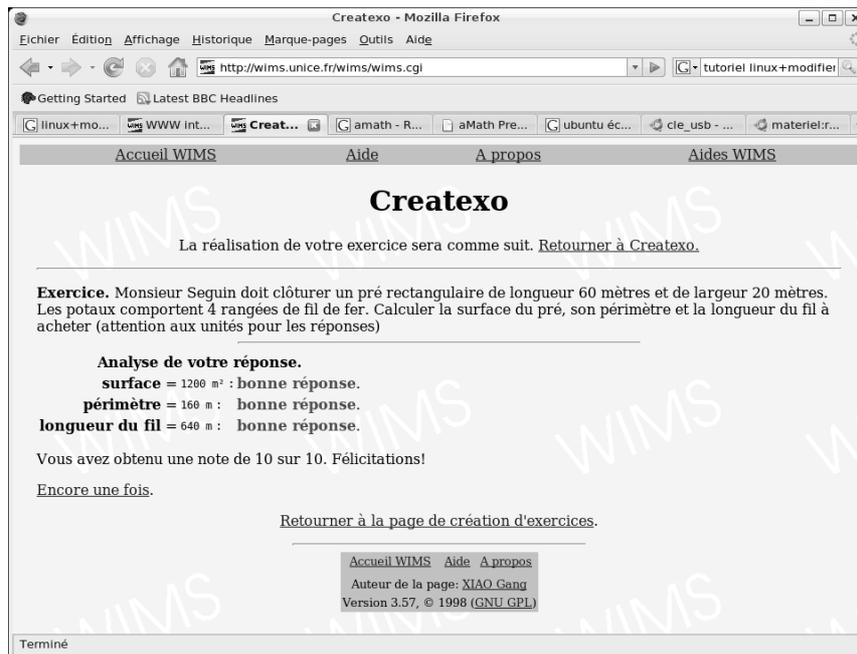 Createxo - Mozilla Firefox
Fichier Édition Affichage Historique Marque-pages Outils Aide
http://wims.unice.fr/wims/wims.cgi
tutoriel linux+modifier
Getting Started Latest BBC Headlines
linux+mo... WWW int... Creat... amath - R... aMath Pre... ubuntu éc... cle_usb - ... materiel:r...
Accueil WIMS Aide A propos Aides WIMS
Createxo
La réalisation de votre exercice sera comme suit. Retourner à Createxo.
Exercice. Monsieur Seguin doit clôturer un pré rectangulaire de longueur 60 mètres et de largeur 20 mètres.
Les potaux comportent 4 rangées de fil de fer. Calculer la surface du pré, son périmètre et la longueur du fil à
acheter (attention aux unités pour les réponses)
Analyse de votre réponse.
surface = 1200 m² : bonne réponse.
périmètre = 160 m : bonne réponse.
longueur du fil = 640 m : bonne réponse.
Vous avez obtenu une note de 10 sur 10. Félicitations!
Encore une fois.
Retourner à la page de création d'exercices.
Accueil WIMS Aide A propos
Auteur de la page: XIAO Gang
Version 3.57, © 1998 (GNU GPL)
Terminé
WIMS
WIMS
WIMS
WIMS
WIMS
WIMS